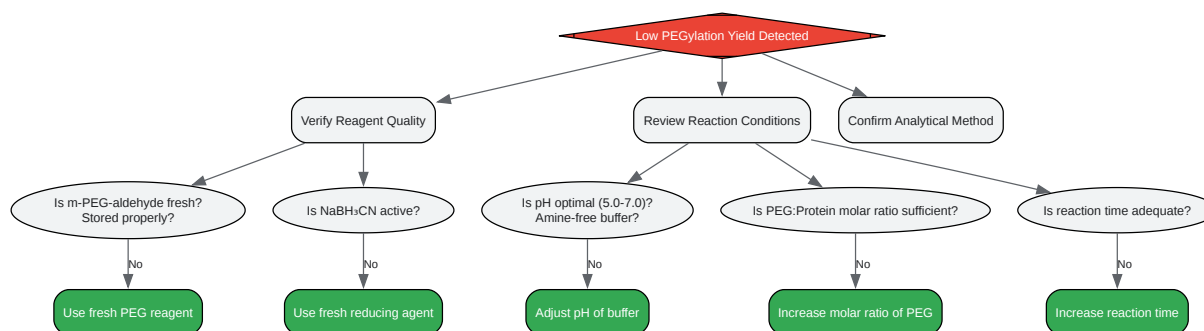 Low PEGylation Yield Detected
Verify Reagent Quality
Review Reaction Conditions
Confirm Analytical Method
Is m-PEG-aldehyde fresh?
Stored properly?
Is NaBH₃CN active?
Is pH optimal (5.0-7.0)?
Amine-free buffer?
Is PEG:Protein molar ratio sufficient?
Is reaction time adequate?
No
No
No
No
No
Use fresh PEG reagent
Use fresh reducing agent
Adjust pH of buffer
Increase molar ratio of PEG
Increase reaction time